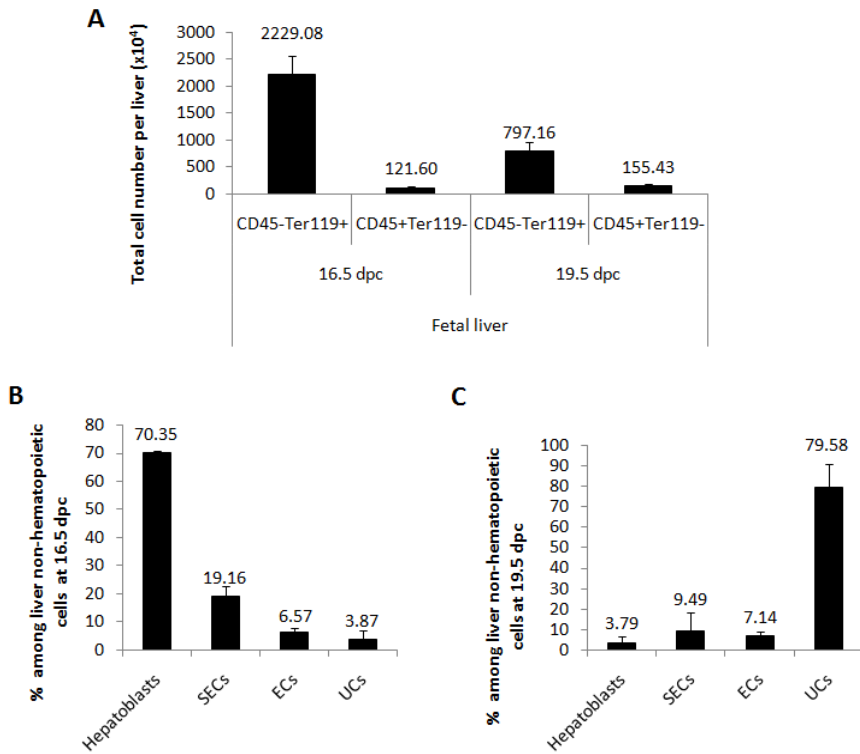 A
Total cell number per liver (x10⁴)
3000
2500
2000
1500
1000
500
0
2229.08
121.60
797.16
155.43
CD45-Ter119+
CD45+Ter119-
CD45-Ter119+
CD45+Ter119-
16.5 dpc
19.5 dpc
Fetal liver
B
% among liver non-hematopoietic
cells at 16.5 dpc
80
70
60
50
40
30
20
10
0
70.35
19.16
6.57
3.87
Hepatoblasts
SECs
ECs
UCs
C
% among liver non-hematopoietic
cells at 19.5 dpc
100
90
80
70
60
50
40
30
20
10
0
3.79
9.49
7.14
79.58
Hepatoblasts
SECs
ECs
UCs